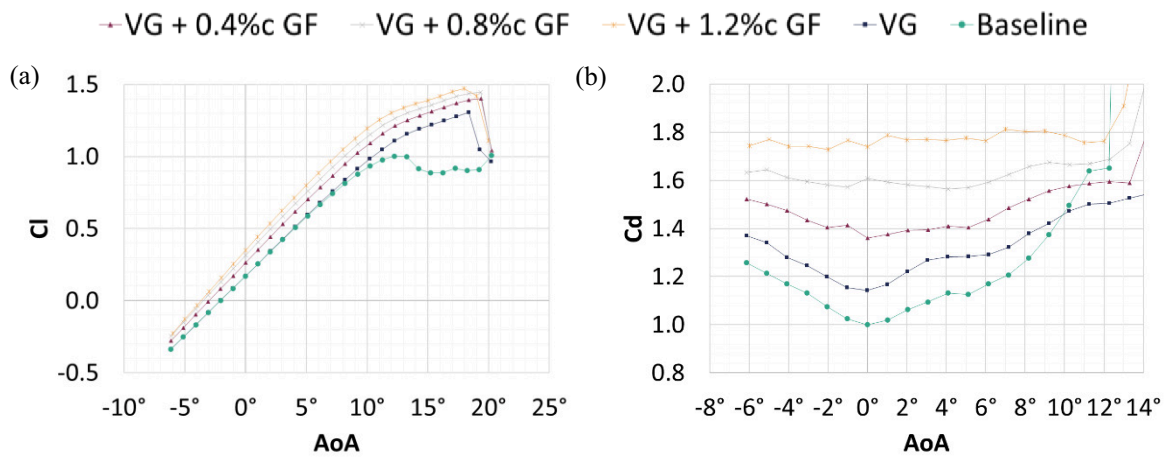 VG + 0.4%c GF VG + 0.8%c GF VG + 1.2%c GF VG Baseline
(a)
1.5
1.0
0.5
0.0
-0.5
Cl
-10° -5° 0° 5° 10° 15° 20° 25°
AoA
(b)
2.0
1.8
1.6
1.4
1.2
1.0
0.8
Cd
-8° -6° -4° -2° 0° 2° 4° 6° 8° 10° 12° 14°
AoA